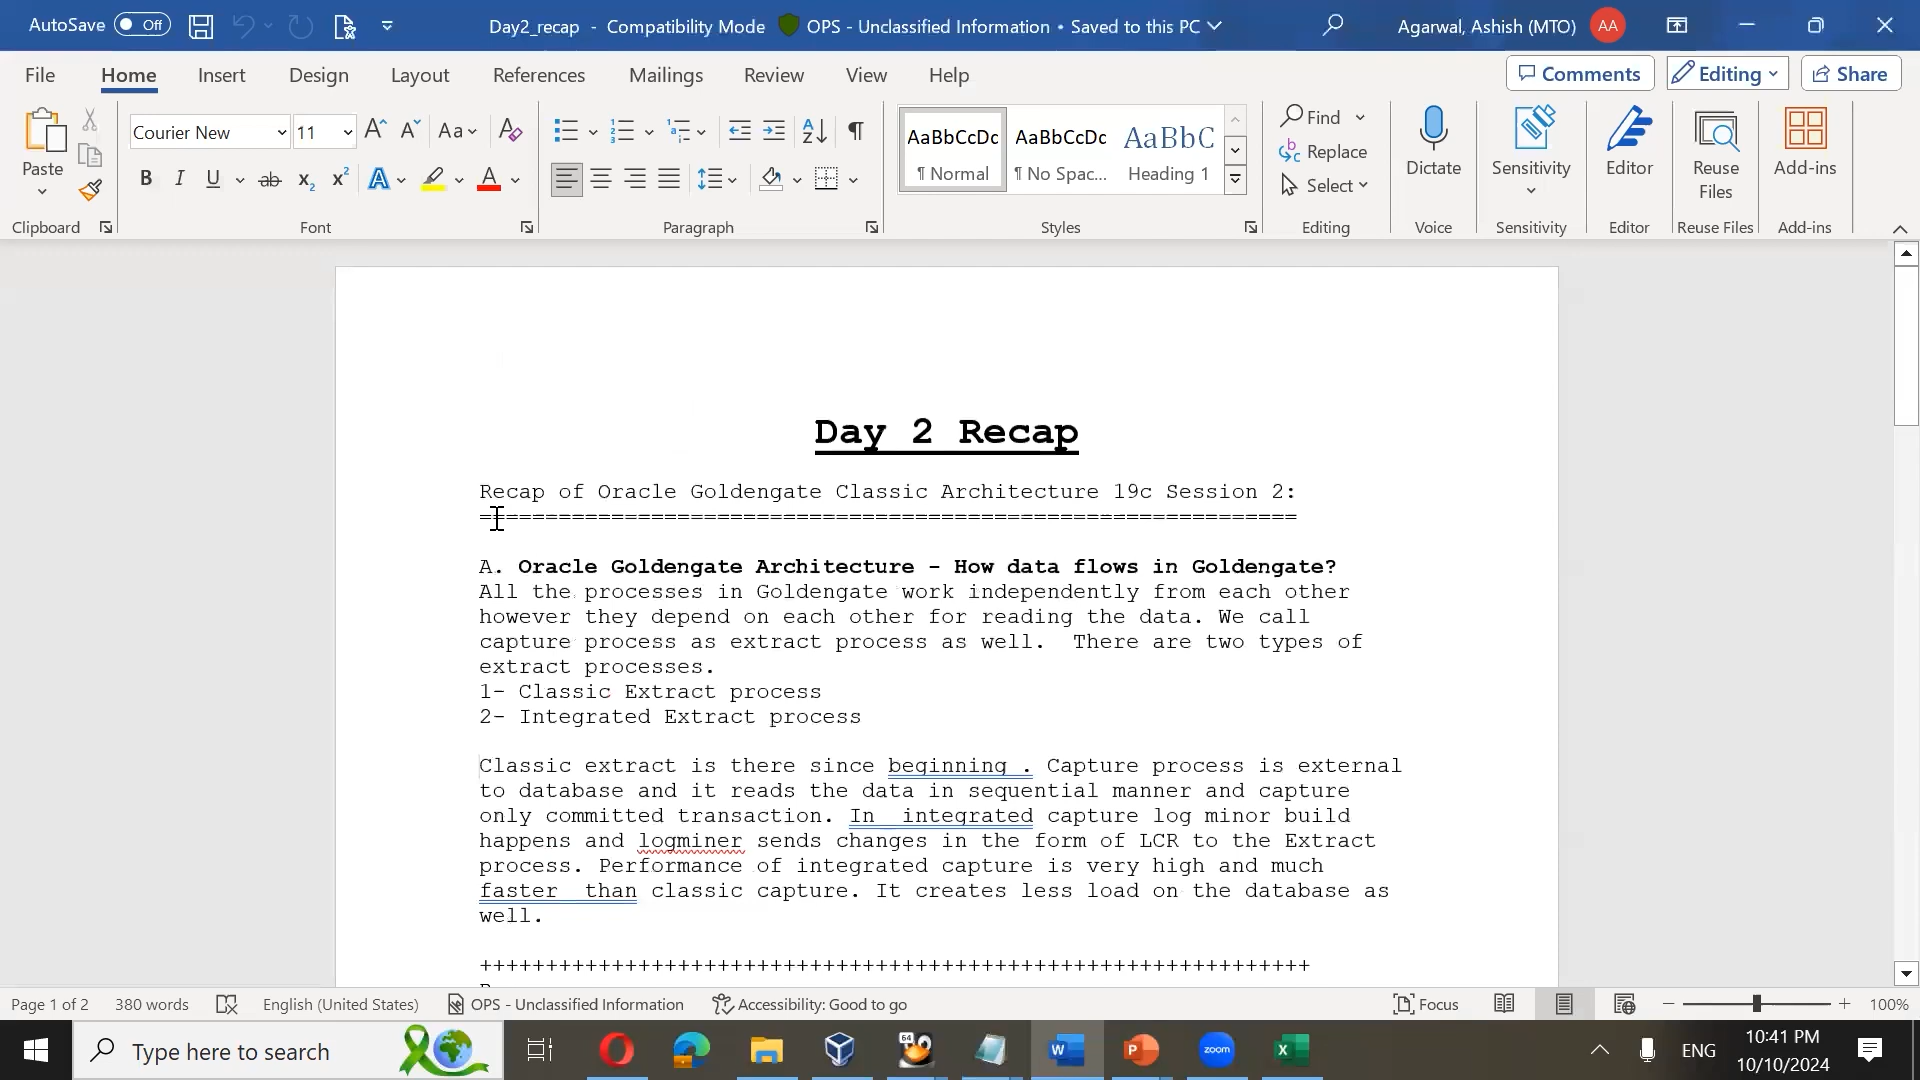 AutoSave Off Day2_recap - Compatibility Mode OPS - Unclassified Information • Saved to this PC Agarwal, Ashish (MTO) AA
File Home Insert Design Layout References Mailings Review View Help Comments Editing Share
Courier New 11 Aa AaBbCcDc AaBbCcDc AaBbC Find
Paste ¶ Normal ¶ No Spac... Heading 1 Replace
Select
Dictate Sensitivity Editor Reuse Files Add-ins
Clipboard Font Paragraph Styles Editing Voice Sensitivity Editor Reuse Files Add-ins
Day 2 Recap
Recap of Oracle Goldengate Classic Architecture 19c Session 2:
==============================================================
A. Oracle Goldengate Architecture - How data flows in Goldengate?
All the processes in Goldengate work independently from each other
however they depend on each other for reading the data. We call
capture process as extract process as well.  There are two types of
extract processes.
1- Classic Extract process
2- Integrated Extract process
Classic extract is there since beginning . Capture process is external
to database and it reads the data in sequential manner and capture
only committed transaction. In  integrated capture log minor build
happens and logminer sends changes in the form of LCR to the Extract
process. Performance of integrated capture is very high and much
faster  than classic capture. It creates less load on the database as
well.
+++++++++++++++++++++++++++++++++++++++++++++++++++++++++++++++
Page 1 of 2 380 words English (United States) OPS - Unclassified Information Accessibility: Good to go Focus 100%
Type here to search 64 W P zoom X ENG 10:41 PM
10/10/2024